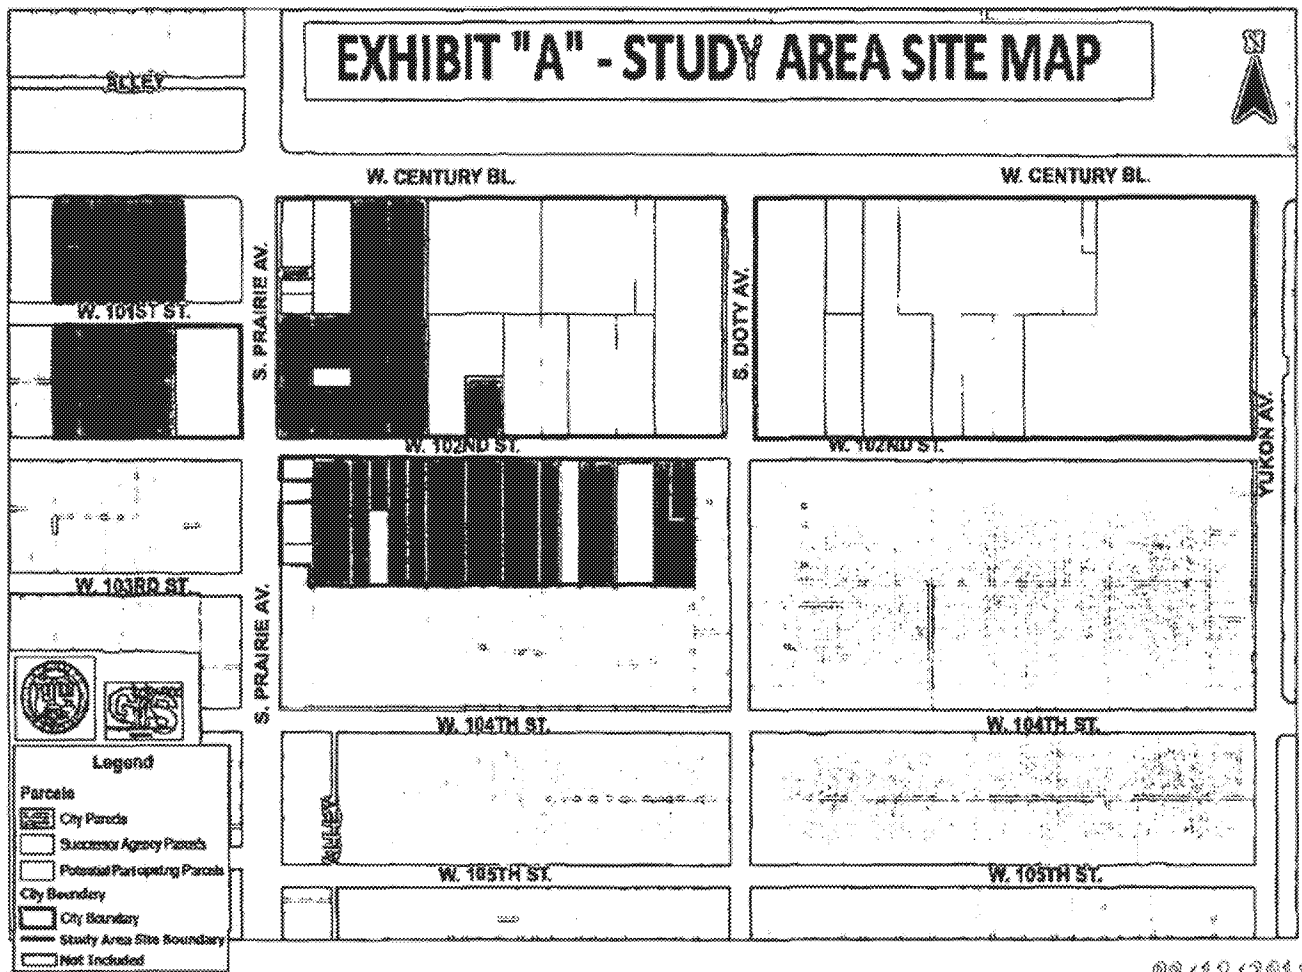 EXHIBIT "A" - STUDY AREA SITE MAP
N
ALLEY
W. CENTURY BL.
W. CENTURY BL.
S. PRAIRIE AV.
S. DOTY AV.
W. 101ST ST.
YUKON AV.
W. 102ND ST.
W. 102ND ST.
W. 103RD ST.
S. PRAIRIE AV.
W. 104TH ST.
W. 104TH ST.
ALLEY
W. 105TH ST.
W. 105TH ST.
GIS
Legend
Parcels
City Parcels
Successor Agency Parcels
Potential Participating Parcels
City Boundary
City Boundary
Study Area Site Boundary
Not Included